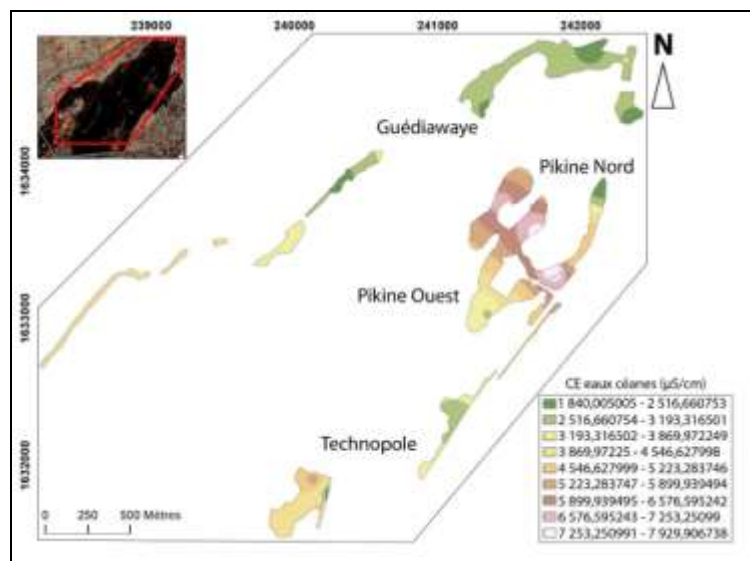 239000 240000 241000 242000
N
Guédiawaye
1634000
Pikine Nord
1633000
Pikine Ouest
CE eaux céanes (µS/cm)
1 840,005005 - 2 516,660753
2 516,660754 - 3 193,316501
3 193,316502 - 3 869,972249
3 869,97225 - 4 546,627998
4 546,627999 - 5 223,283746
5 223,283747 - 5 899,939494
5 899,939495 - 6 576,595242
6 576,595243 - 7 253,25099
7 253,250991 - 7 929,906738
Technopole
1632000
0 250 500 Mètres